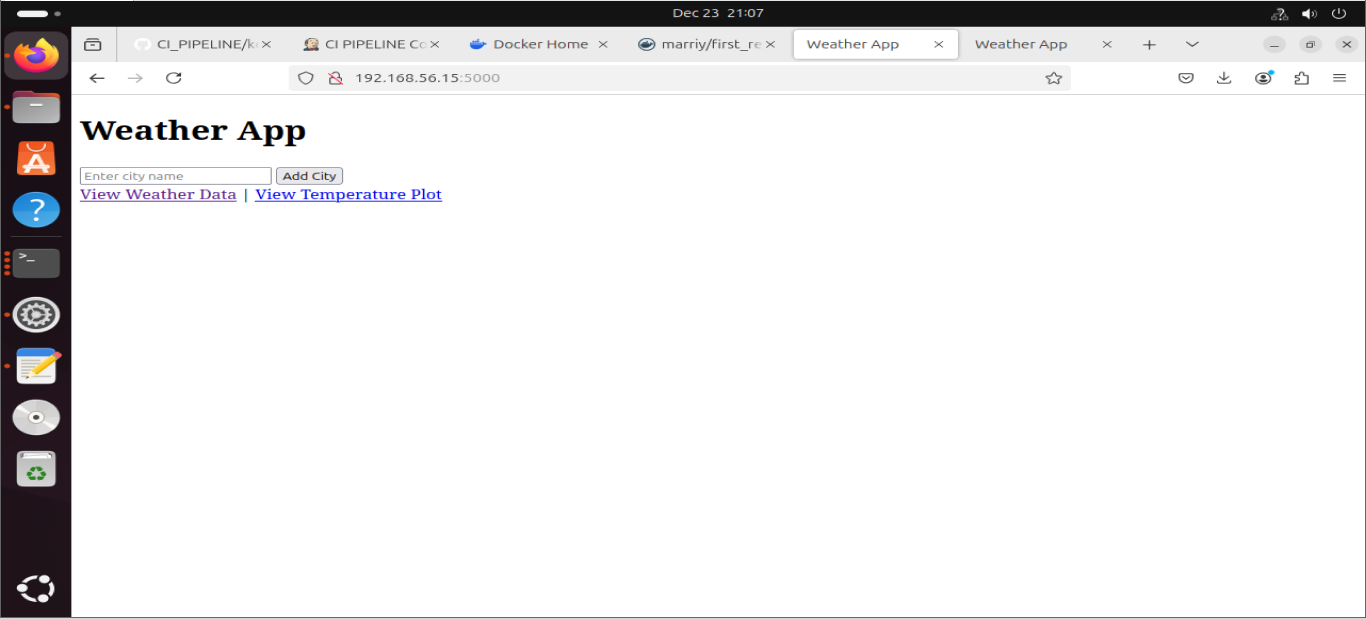 Dec 23 21:07
CI_PIPELINE/k
CI PIPELINE Co
Docker Home
marriy/first_re
Weather App
Weather App
192.168.56.15:5000
Weather App
Enter city name
Add City
View Weather Data | View Temperature Plot